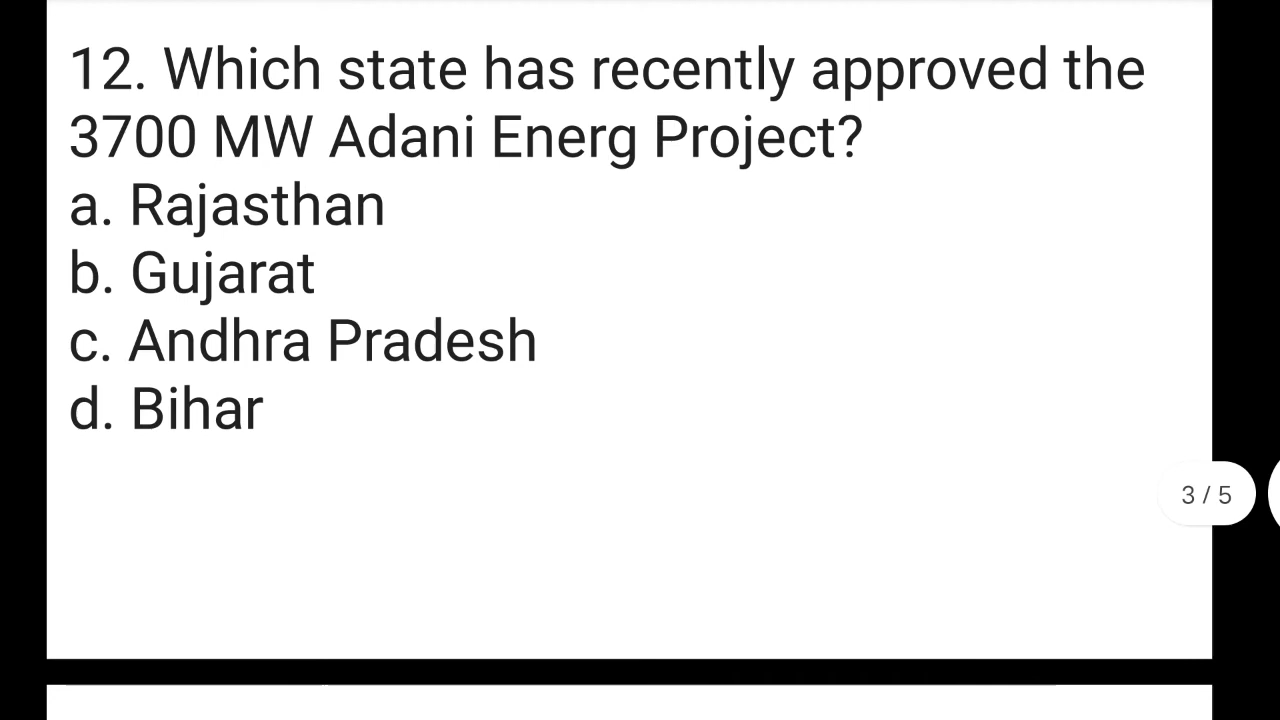 12. Which state has recently approved the
3700 MW Adani Energ Project?
a. Rajasthan
b. Gujarat
c. Andhra Pradesh
d. Bihar
3 / 5